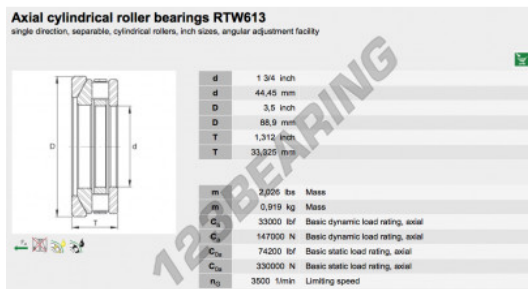 Axial cylindrical roller bearings RTW613
single direction, separable, cylindrical rollers, inch sizes, angular adjustment facility
d 1 3/4 inch
d 44,45 mm
D 3,5 inch
D 88,9 mm
T 1,312 inch
T 33,325 mm
D d
T
m 2,026 lbs Mass
m 0,919 kg Mass
Ca 33000 lbf Basic dynamic load rating, axial
Ca 147000 N Basic dynamic load rating, axial
C0a 74200 lbf Basic static load rating, axial
C0a 330000 N Basic static load rating, axial
nG 3500 1/min Limiting speed
123BEARING